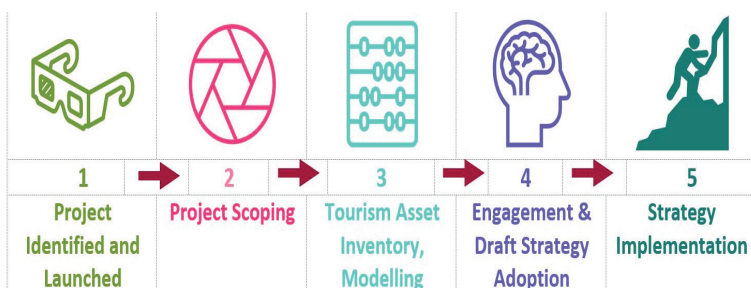 1 2 3 4 5
Project Project Scoping Tourism Asset Engagement & Strategy
Identified and Inventory, Draft Strategy Implementation
Launched Modelling Adoption